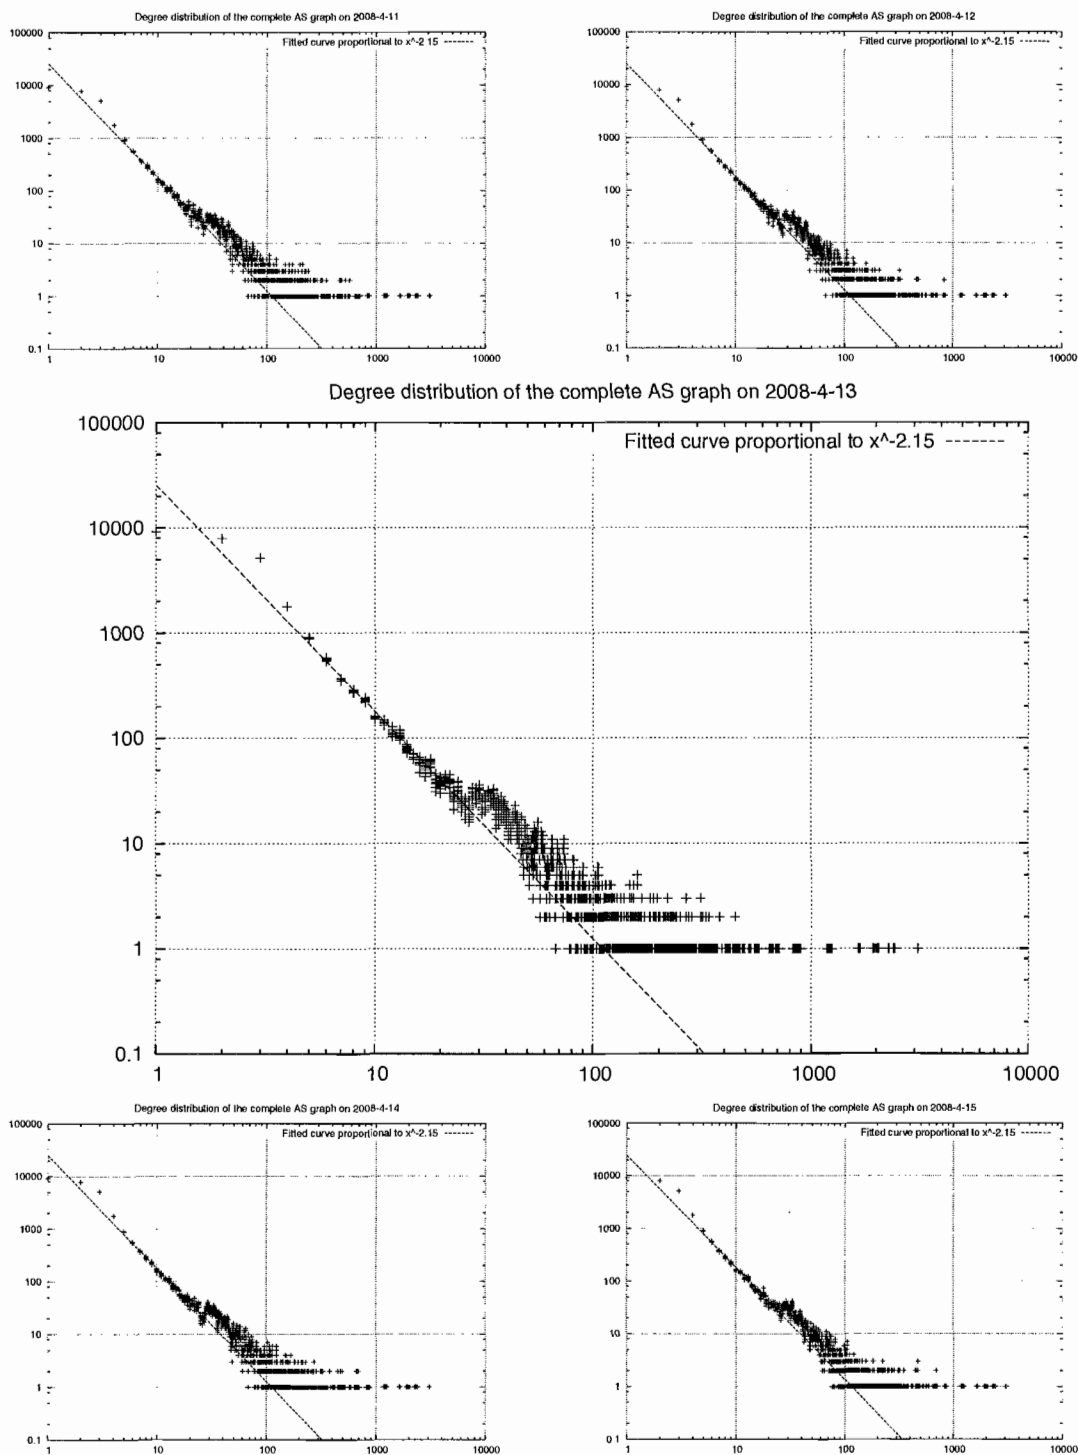 Degree distribution of the complete AS graph on 2008-4-11
Fitted curve proportional to x^-2.15
100000
10000
1000
100
10
1
0.1
1 10 100 1000 10000
Degree distribution of the complete AS graph on 2008-4-12
Fitted curve proportional to x^-2.15
100000
10000
1000
100
10
1
0.1
1 10 100 1000 10000
Degree distribution of the complete AS graph on 2008-4-13
Fitted curve proportional to x^-2.15
100000
10000
1000
100
10
1
0.1
1 10 100 1000 10000
Degree distribution of the complete AS graph on 2008-4-14
Fitted curve proportional to x^-2.15
100000
10000
1000
100
10
1
0.1
1 10 100 1000 10000
Degree distribution of the complete AS graph on 2008-4-15
Fitted curve proportional to x^-2.15
100000
10000
1000
100
10
1
0.1
1 10 100 1000 10000